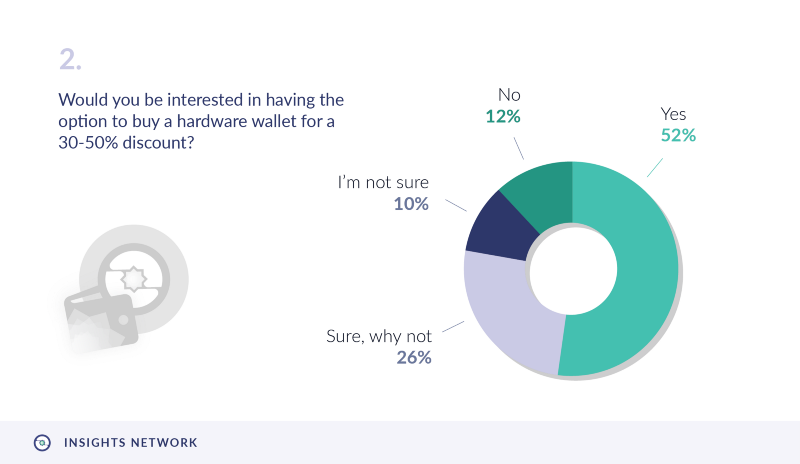 2.
Would you be interested in having the
option to buy a hardware wallet for a
30-50% discount?
No
12%
Yes
52%
I'm not sure
10%
Sure, why not
26%
INSIGHTS NETWORK